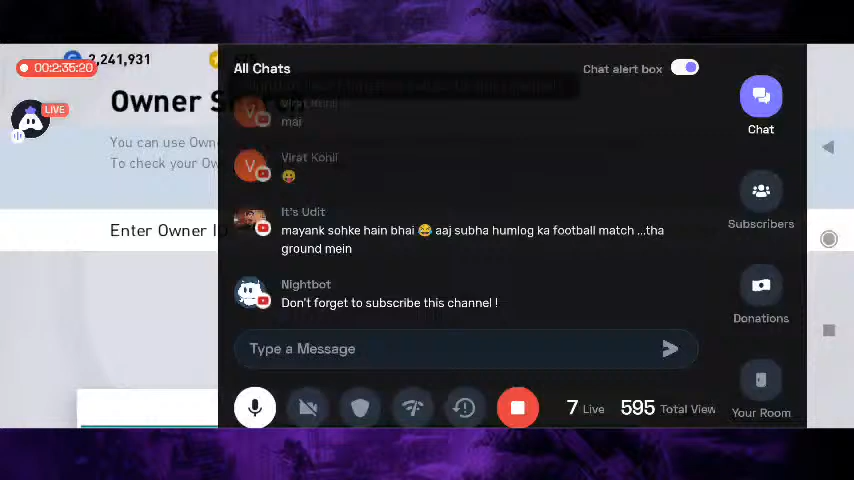 2,241,931
00:2:35:20
All Chats
Chat alert box
Owner S
LIVE
Virat Kohli
mai
Chat
You can use Own
To check your Ow
Virat Kohli
😛
It's Udit
mayank sohke hain bhai 😂 aaj subha humlog ka football match ...tha
ground mein
Subscribers
Enter Owner I
Nightbot
Don't forget to subscribe this channel !
Donations
Type a Message
7 Live 595 Total View
Your Room